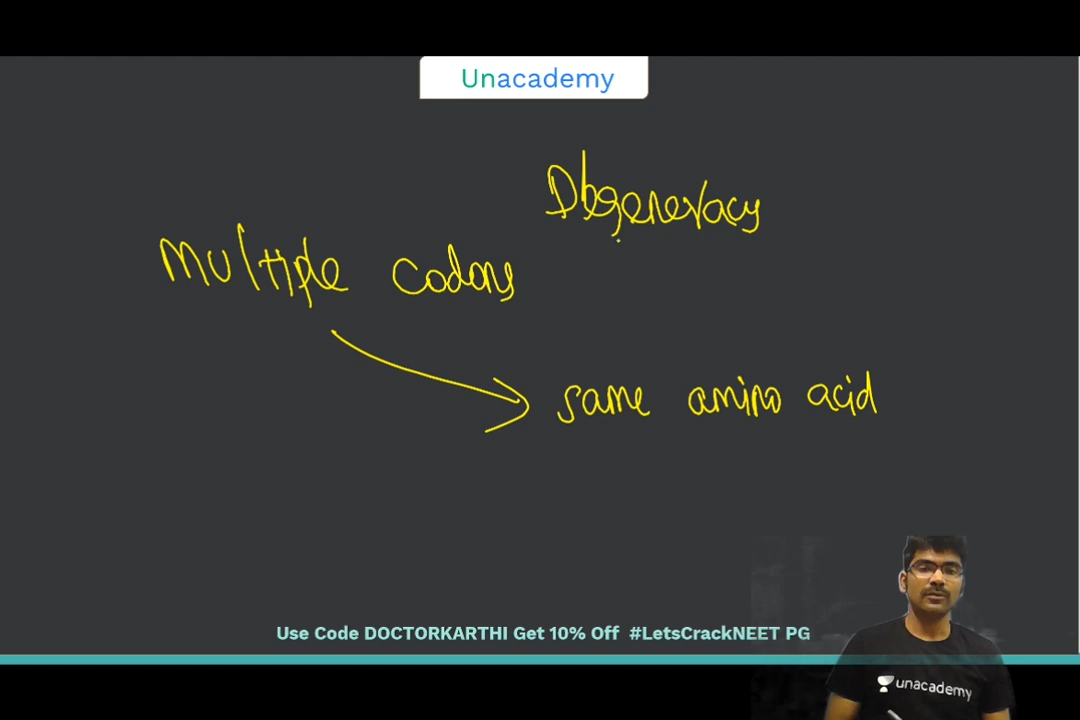 Unacademy
Degeneracy
Multiple codons
same amino acid
Use Code DOCTORKARTHI Get 10% Off #LetsCrackNEET PG
unacademy